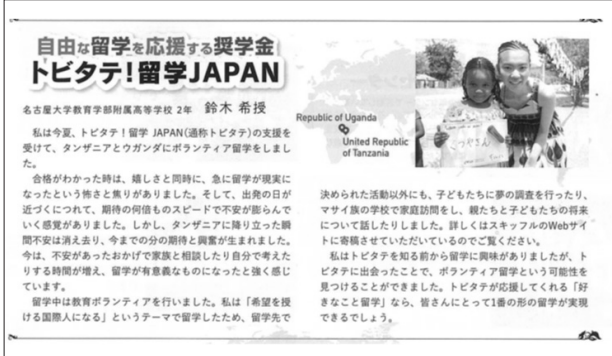 自由な留学を応援する奨学金
トビタテ!留学JAPAN
名古屋大学教育学部附属高等学校 2年 鈴木 希授
私は今夏、トビタテ!留学 JAPAN(通称トビタテ)の支援を
受けて、タンザニアとウガンダにボランティア留学をしまし
た。
合格がわかった時は、嬉しさと同時に、急に留学が現実に
なったという怖さと焦りがありました。そして、出発の日が
近づくにつれて、期待の何倍ものスピードで不安が膨らんで
いく感覚がありました。しかし、タンザニアに降り立った瞬
間不安は消え去り、今までの分の期待と興奮が生まれました。
今は、不安があったおかげで家族と相談したり自分で考えた
りする時間が増え、留学が有意義なものになったと強く感じ
ています。
留学中は教育ボランティアを行いました。私は「希望を授
ける国際人になる」というテーマで留学したため、留学先で
Republic of Uganda
United Republic
of Tanzania
決められた活動以外にも、子どもたちに夢の調査を行ったり、
マサイ族の学校で家庭訪問をし、親たちと子どもたちの将来
について話したりしました。詳しくはスキッフルのWebサイ
トに寄稿させていただいているのでご覧ください。
私はトビタテを知る前から留学に興味がありましたが、ト
ビタテに出会ったことで、ボランティア留学という可能性を
見つけることができました。トビタテが応援してくれる「好
きなこと留学」なら、皆さんにとって1番の形の留学が実現
できるでしょう。